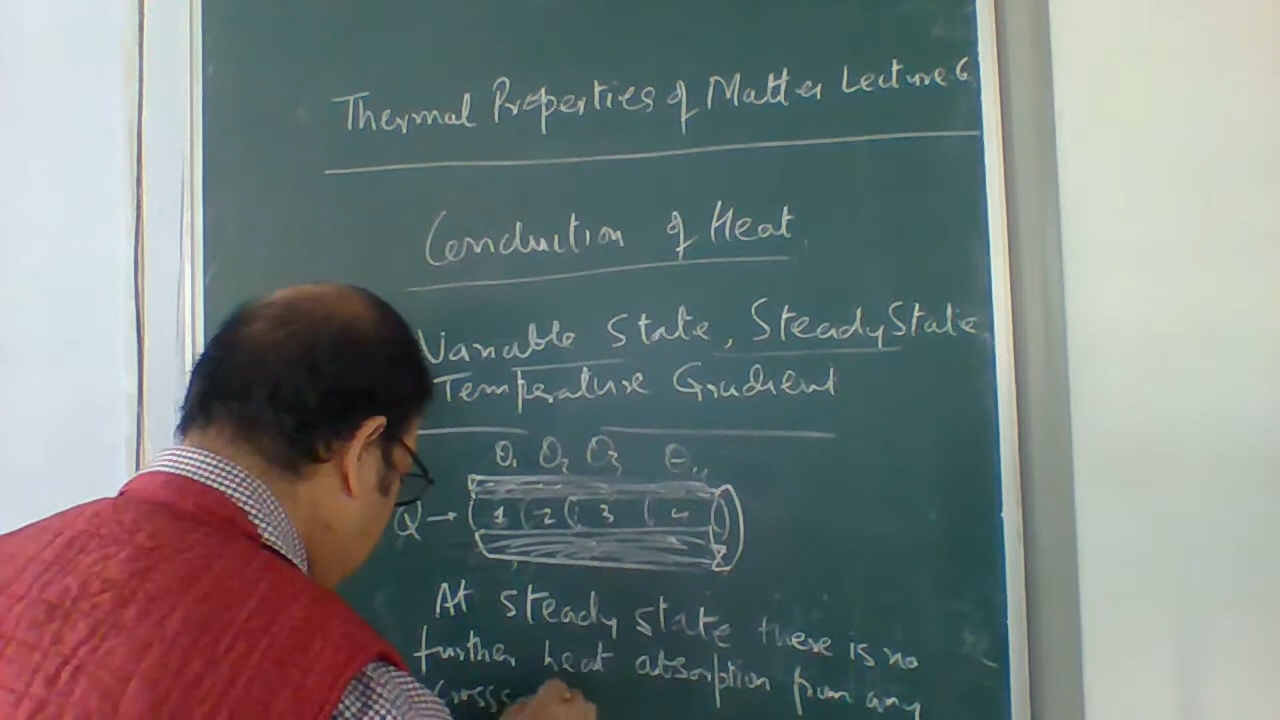 Thermal Properties of Matter Lecture 6
Conduction of Heat
Variable State, Steady State
Temperature Gradient
θ₁ θ₂ θ₃ θ₄
Q → 1 2 3 4
At steady state there is no
further heat absorption from any
cross